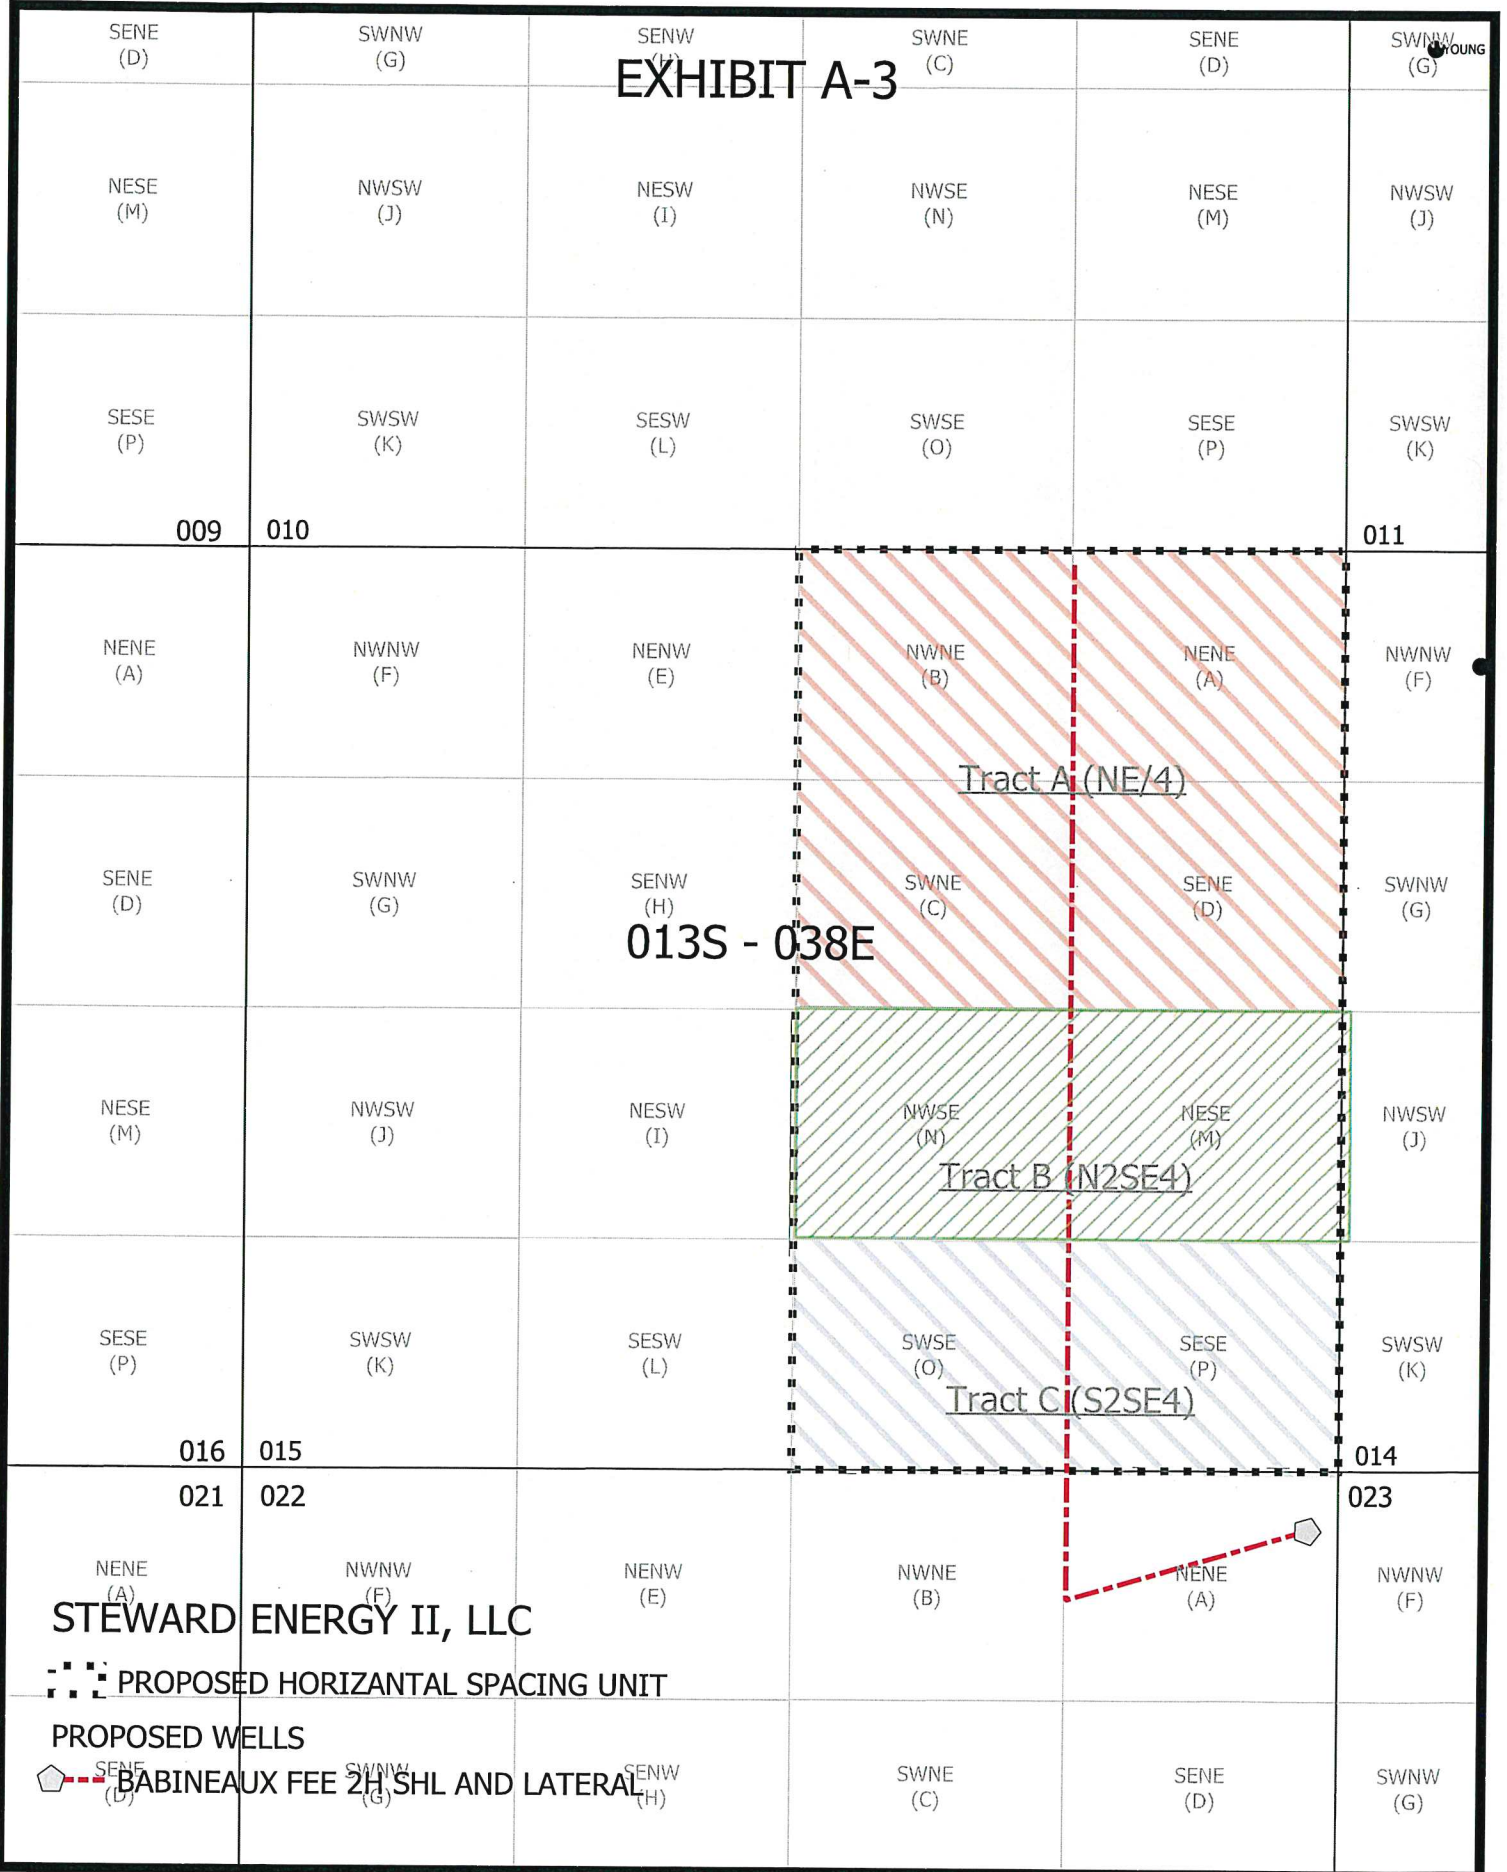 SENE
(D)
SWNW
(G)
SENW
(H)
SWNE
(C)
SENE
(D)
SWNW
(G)
YOUNG
EXHIBIT A-3
NESE
(M)
NWSW
(J)
NESW
(I)
NWSE
(N)
NESE
(M)
NWSW
(J)
SESE
(P)
SWSW
(K)
SESW
(L)
SWSE
(O)
SESE
(P)
SWSW
(K)
009
010
011
NENE
(A)
NWNW
(F)
NENW
(E)
NWNE
(B)
NENE
(A)
NWNW
(F)
Tract A (NE/4)
SENE
(D)
SWNW
(G)
SENW
(H)
SWNE
(C)
SENE
(D)
SWNW
(G)
013S - 038E
NESE
(M)
NWSW
(J)
NESW
(I)
NWSE
(N)
NESE
(M)
NWSW
(J)
Tract B (N2SE4)
SESE
(P)
SWSW
(K)
SESW
(L)
SWSE
(O)
SESE
(P)
SWSW
(K)
Tract C (S2SE4)
016
015
014
021
022
023
NENE
(A)
NWNW
(F)
NENW
(E)
NWNE
(B)
NENE
(A)
NWNW
(F)
STEWARD ENERGY II, LLC
PROPOSED HORIZANTAL SPACING UNIT
PROPOSED WELLS
BABINEAUX FEE 2H SHL AND LATERAL
SENE
(D)
SWNW
(G)
SENW
(H)
SWNE
(C)
SENE
(D)
SWNW
(G)